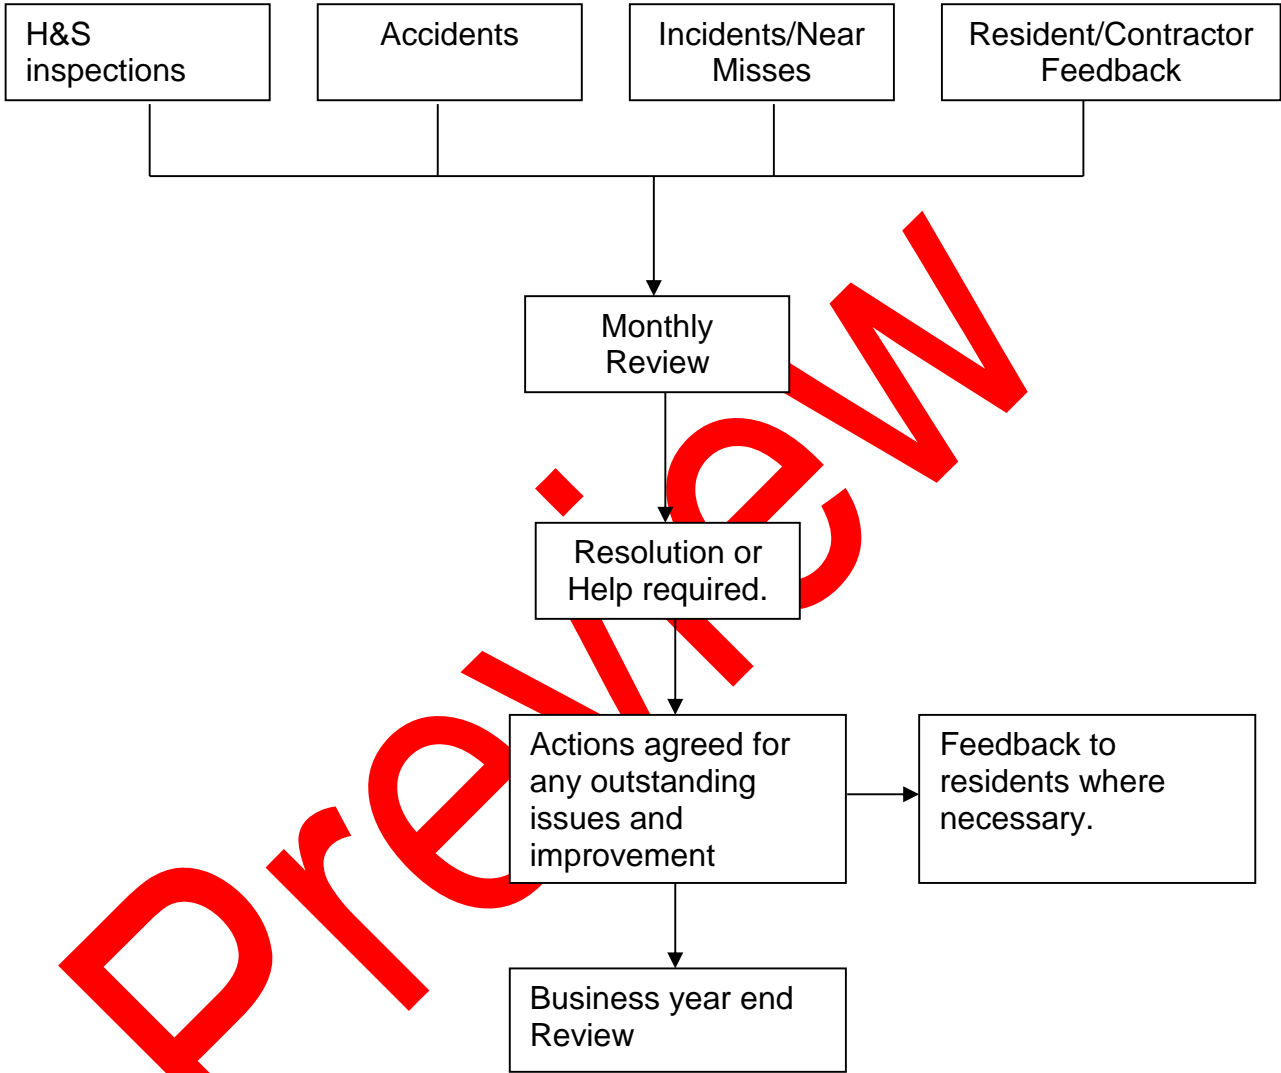 H&S
inspections
Accidents
Incidents/Near
Misses
Resident/Contractor
Feedback
Monthly
Review
Resolution or
Help required.
Actions agreed for
any outstanding
issues and
improvement
Feedback to
residents where
necessary.
Business year end
Review
Preview